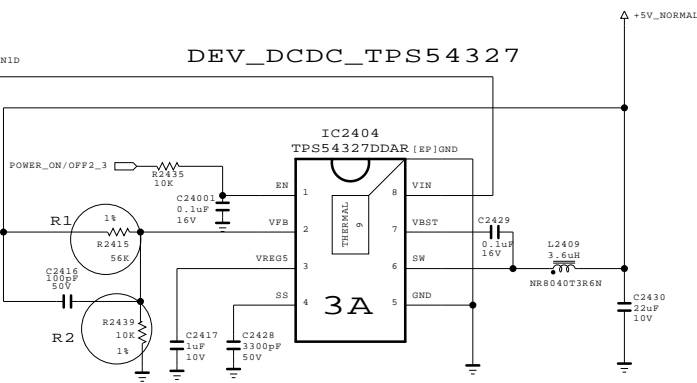 +5V_NORMAL
DEV_DCDC_TPS54327
N1D
IC2404
TPS54327DDAR
[EP]GND
POWER_ON/OFF2_3
R2435
10K
EN
1
8
VIN
C24001
0.1uF
16V
THERMAL
9
R1
1%
R2415
56K
VFB
2
7
VBST
C2429
0.1uF
16V
VREG5
3
6
SW
L2409
3.6uH
NR8040T3R6N
C2416
100pF
50V
SS
4
3A
5
GND
C2430
22uF
10V
R2
R2439
10K
1%
C2417
1uF
10V
C2428
3300pF
50V